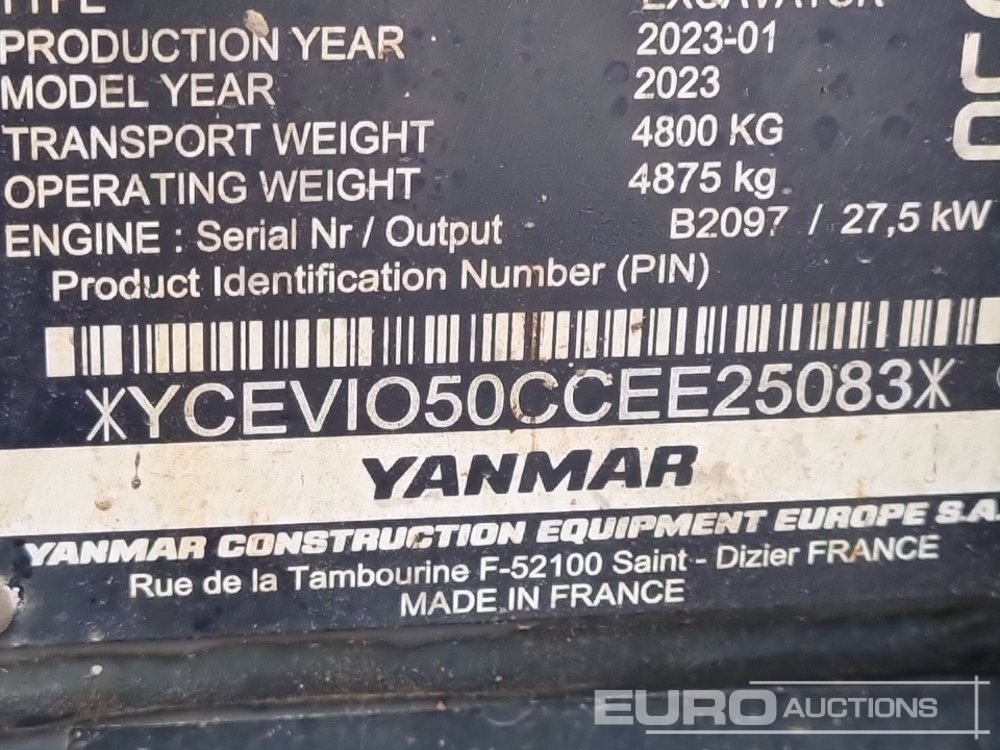 TYPE EXCAVATOR
PRODUCTION YEAR 2023-01
MODEL YEAR 2023
TRANSPORT WEIGHT 4800 KG
OPERATING WEIGHT 4875 kg
ENGINE : Serial Nr / Output B2097 / 27,5 kW
Product Identification Number (PIN)
*YCEVIO50CCEE25083*
YANMAR
YANMAR CONSTRUCTION EQUIPMENT EUROPE S.A.
Rue de la Tambourine F-52100 Saint - Dizier FRANCE
MADE IN FRANCE
EURO AUCTIONS